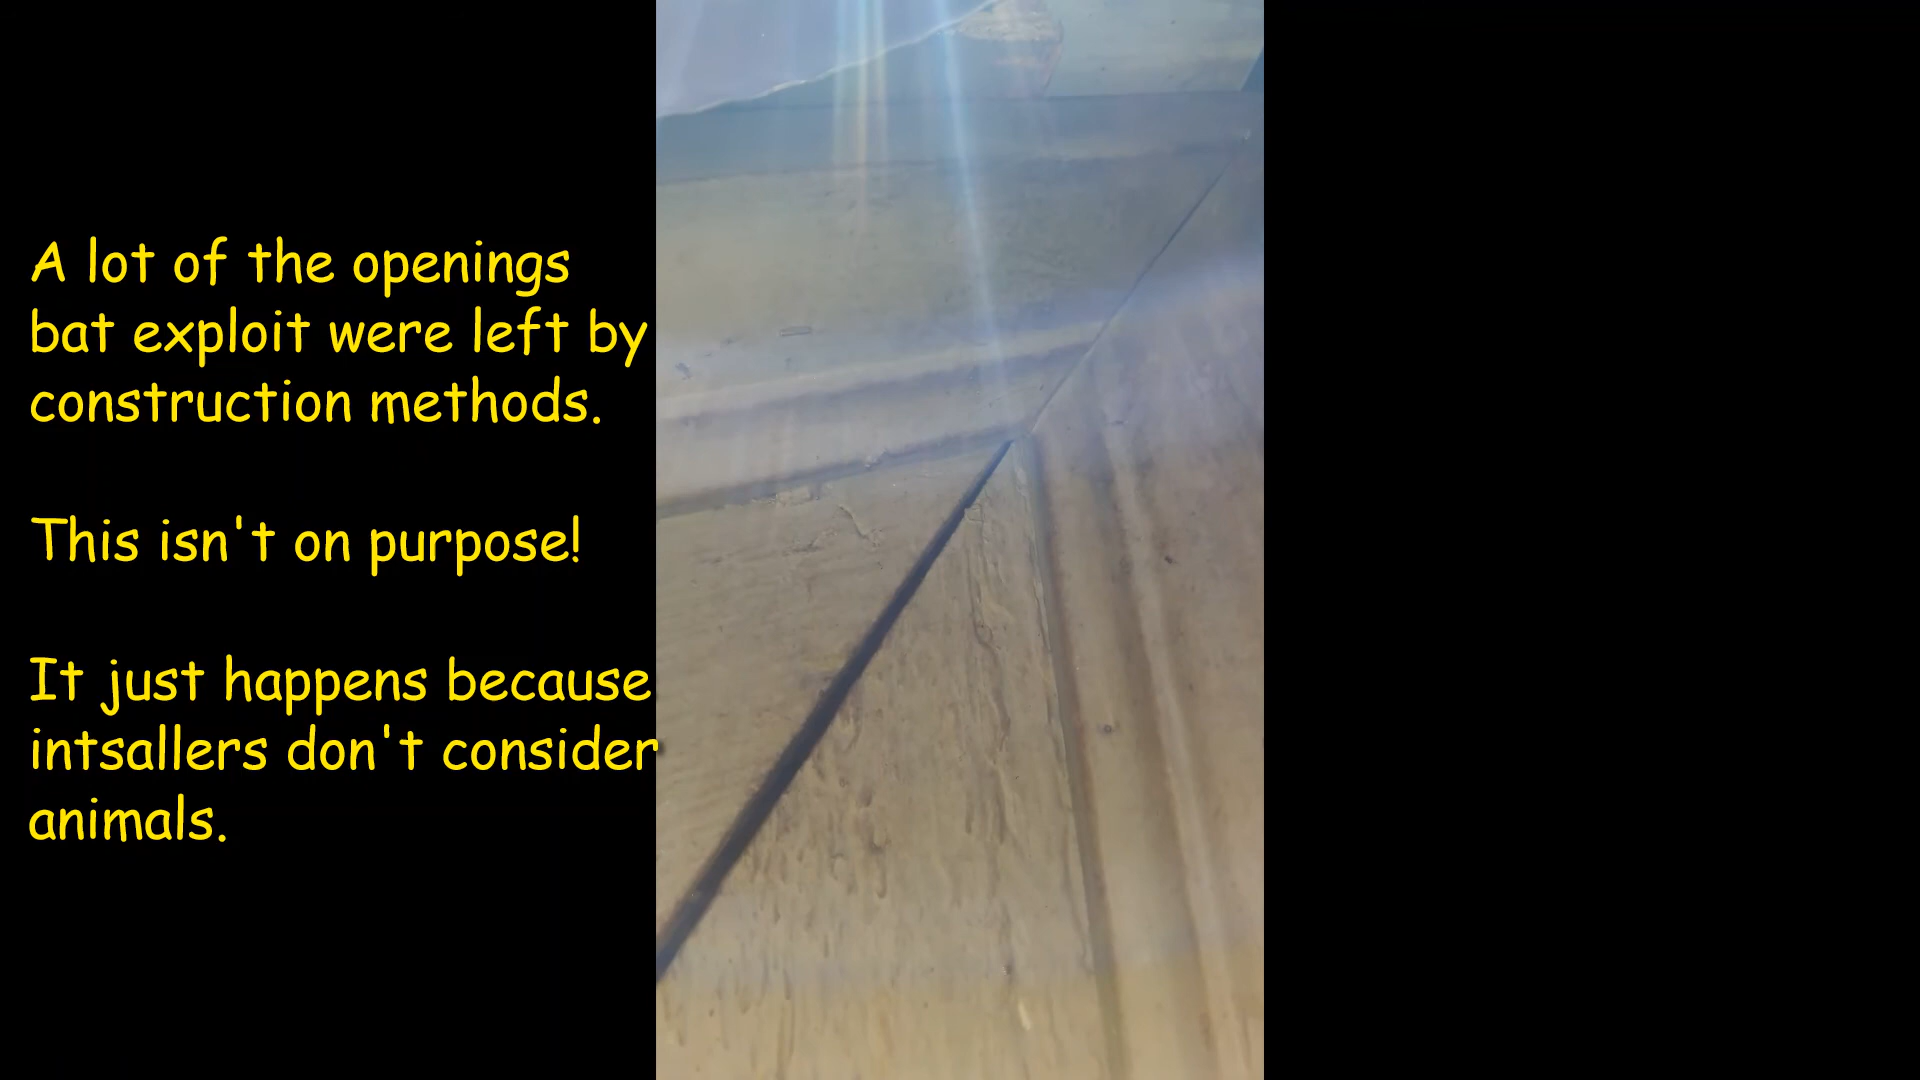 A lot of the openings
bat exploit were left by
construction methods.
This isn't on purpose!
It just happens because
intsallers don't consider
animals.